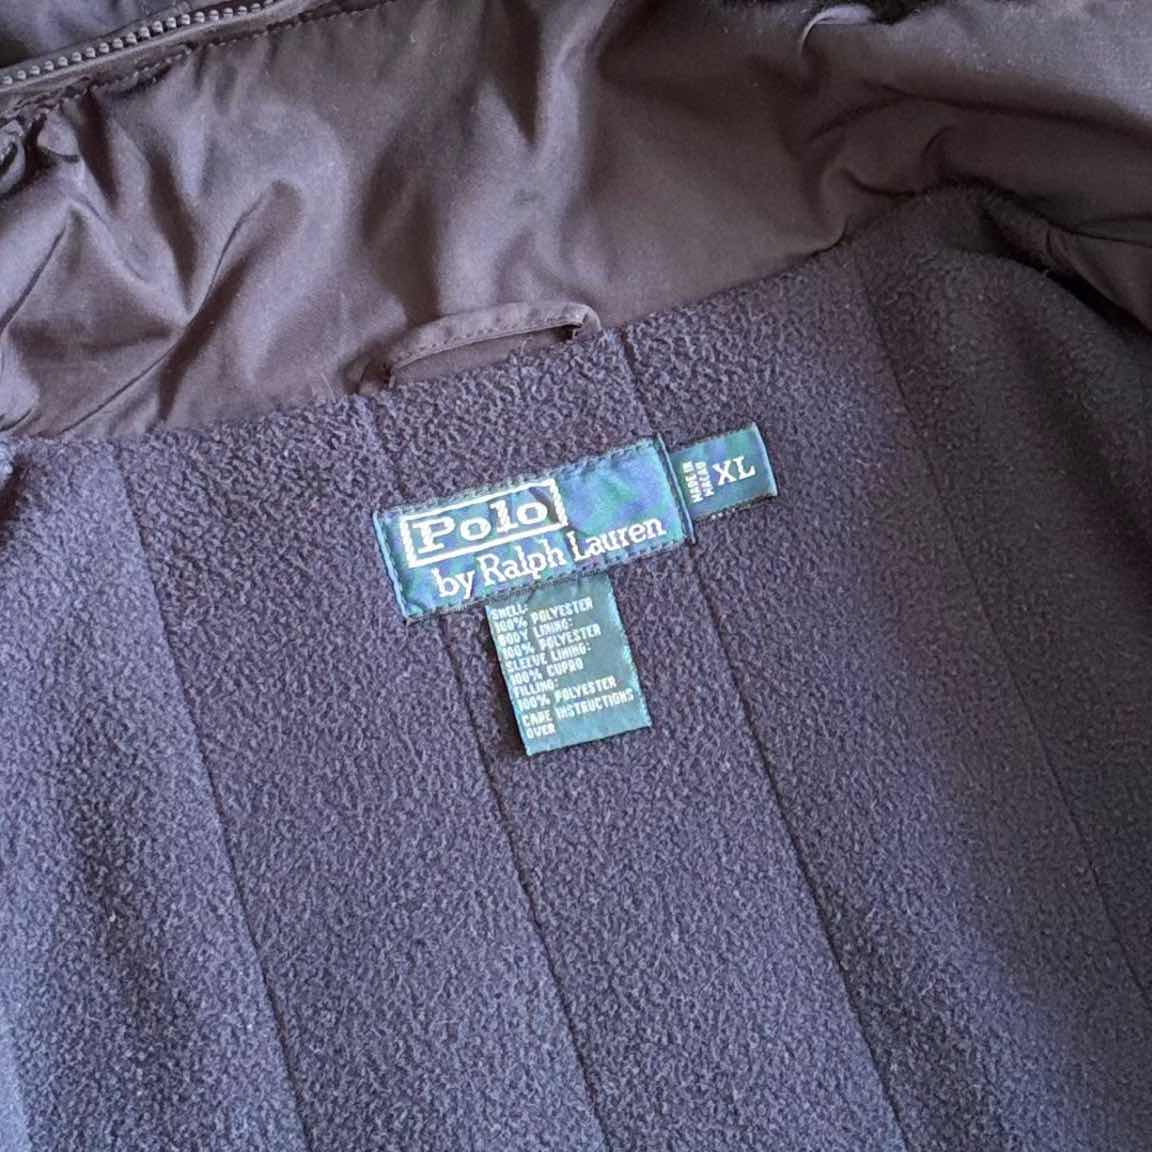 Polo
by Ralph Lauren
MADE IN
MACAO
XL
SHELL:
100% POLYESTER
BODY LINING:
100% POLYESTER
SLEEVE LINING:
100% CUPRO
FILLING:
100% POLYESTER
CARE INSTRUCTIONS
OVER